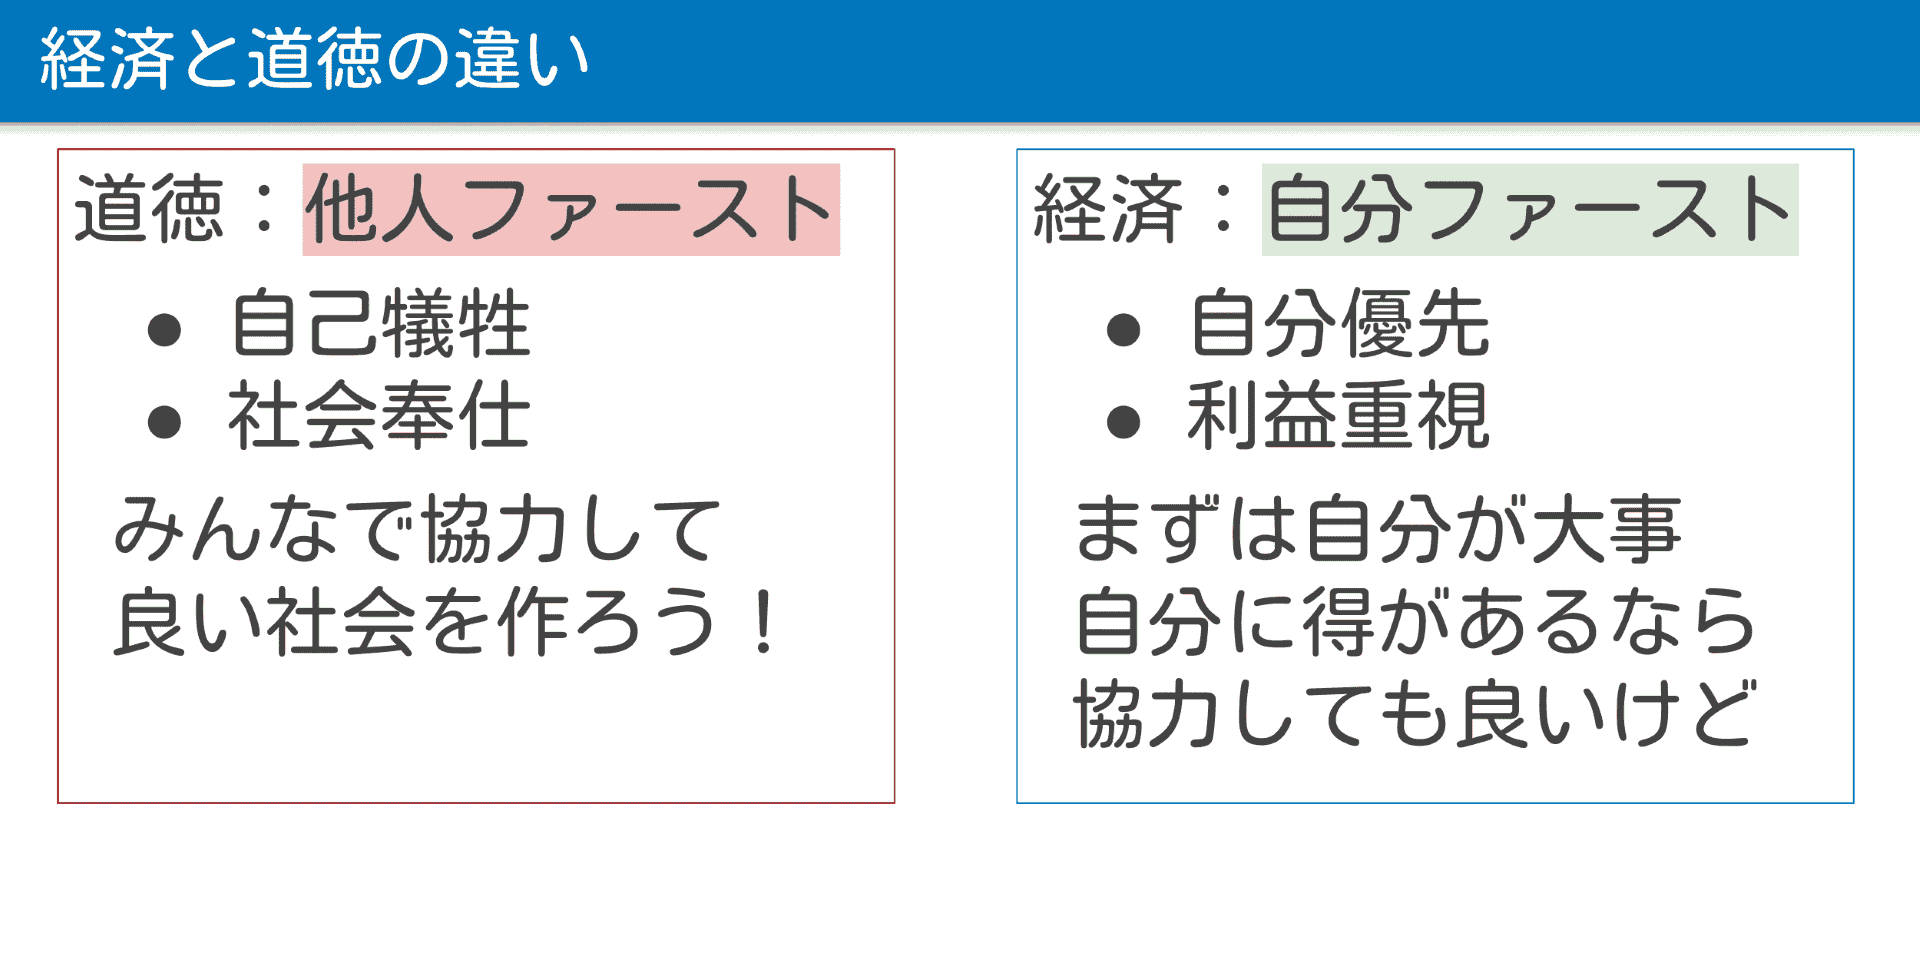 経済と道徳の違い
道徳：他人ファースト
● 自己犠牲
● 社会奉仕
みんなで協力して
良い社会を作ろう！
経済：自分ファースト
● 自分優先
● 利益重視
まずは自分が大事
自分に得があるなら
協力しても良いけど